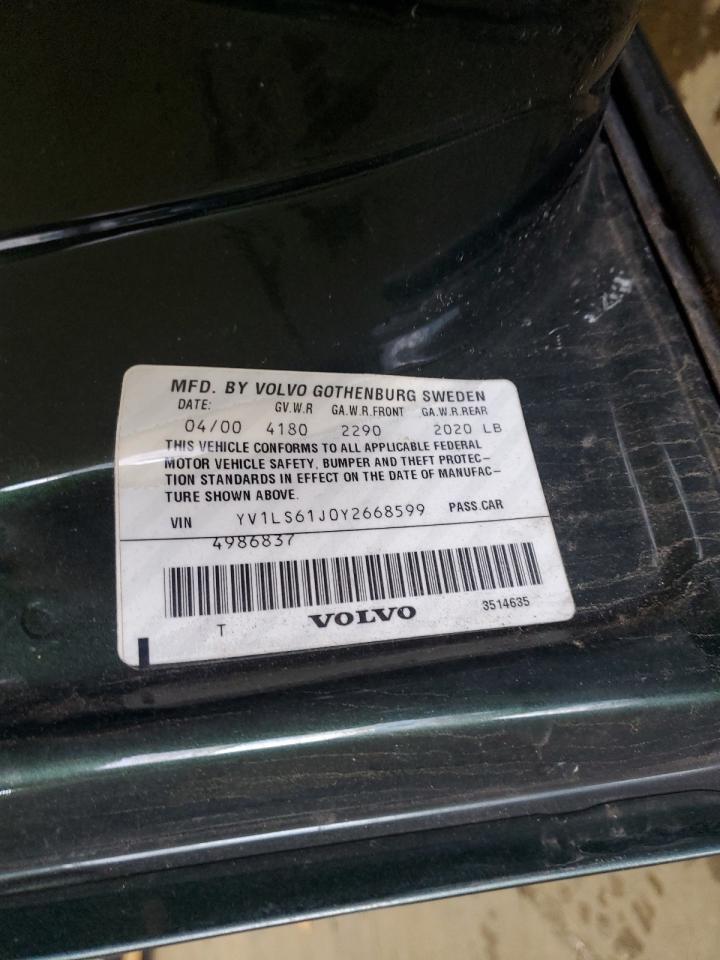 MFD. BY VOLVO GOTHENBURG SWEDEN
DATE: GV.W.R GA.W.R.FRONT GA.W.R.REAR
04/00 4180 2290 2020 LB
THIS VEHICLE CONFORMS TO ALL APPLICABLE FEDERAL
MOTOR VEHICLE SAFETY, BUMPER AND THEFT PROTEC-
TION STANDARDS IN EFFECT ON THE DATE OF MANUFAC-
TURE SHOWN ABOVE.
VIN YV1LS61J0Y2668599 PASS.CAR
4986837
T VOLVO 3514635